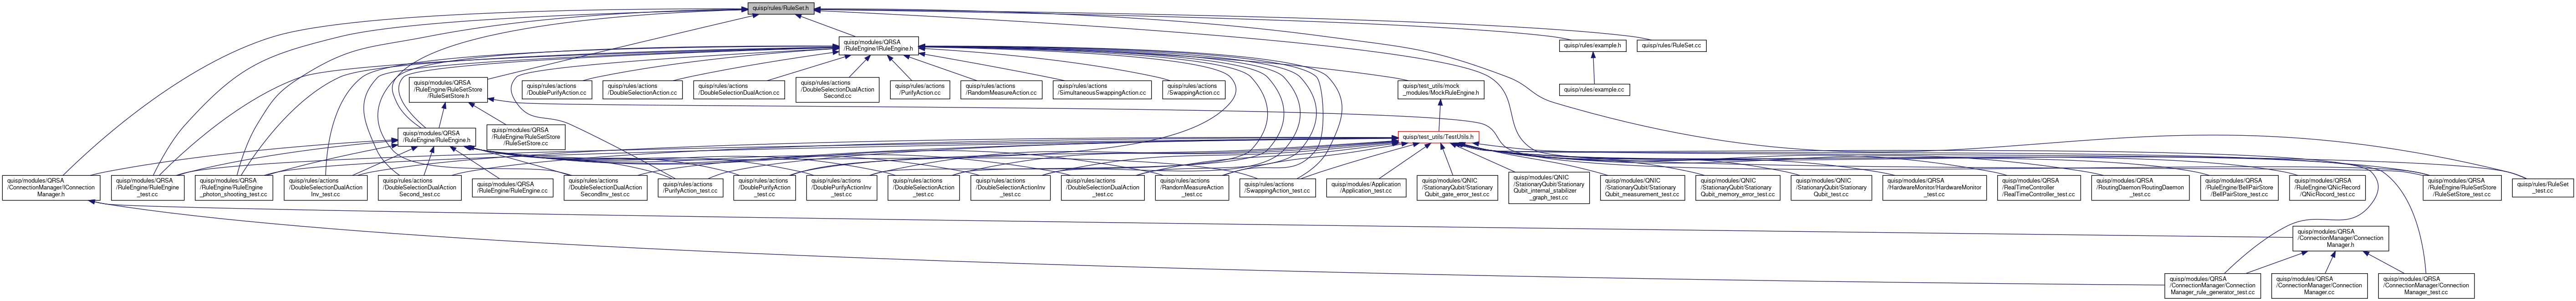 quisp/rules/RuleSet.h
quisp/modules/QRSA
/RuleEngine/IRuleEngine.h
quisp/rules/example.h
quisp/rules/RuleSet.cc
quisp/modules/QRSA
/RuleEngine/RuleSetStore
/RuleSetStore.h
quisp/rules/actions
/DoublePurifyAction.cc
quisp/rules/actions
/DoubleSelectionAction.cc
quisp/rules/actions
/DoubleSelectionDualAction.cc
quisp/rules/actions
/DoubleSelectionDualAction
Second.cc
quisp/rules/actions
/PurifyAction.cc
quisp/rules/actions
/RandomMeasureAction.cc
quisp/rules/actions
/SimultaneousSwappingAction.cc
quisp/rules/actions
/SwappingAction.cc
quisp/test_utils/mock
_modules/MockRuleEngine.h
quisp/rules/example.cc
quisp/modules/QRSA
/RuleEngine/RuleEngine.h
quisp/modules/QRSA
/RuleEngine/RuleSetStore
/RuleSetStore.cc
quisp/test_utils/TestUtils.h
quisp/modules/QRSA
/ConnectionManager/IConnection
Manager.h
quisp/modules/QRSA
/RuleEngine/RuleEngine
_test.cc
quisp/modules/QRSA
/RuleEngine/RuleEngine
_photon_shooting_test.cc
quisp/rules/actions
/DoubleSelectionDualAction
Inv_test.cc
quisp/rules/actions
/DoubleSelectionDualAction
Second_test.cc
quisp/modules/QRSA
/RuleEngine/RuleEngine.cc
quisp/rules/actions
/DoubleSelectionDualAction
SecondInv_test.cc
quisp/rules/actions
/PurifyAction_test.cc
quisp/rules/actions
/DoublePurifyAction
_test.cc
quisp/rules/actions
/DoublePurifyActionInv
_test.cc
quisp/rules/actions
/DoubleSelectionAction
_test.cc
quisp/rules/actions
/DoubleSelectionActionInv
_test.cc
quisp/rules/actions
/DoubleSelectionDualAction
_test.cc
quisp/rules/actions
/RandomMeasureAction
_test.cc
quisp/rules/actions
/SwappingAction_test.cc
quisp/modules/Application
/Application_test.cc
quisp/modules/QNIC
/StationaryQubit/Stationary
Qubit_gate_error_test.cc
quisp/modules/QNIC
/StationaryQubit/Stationary
Qubit_internal_stabilizer
_graph_test.cc
quisp/modules/QNIC
/StationaryQubit/Stationary
Qubit_measurement_test.cc
quisp/modules/QNIC
/StationaryQubit/Stationary
Qubit_memory_error_test.cc
quisp/modules/QNIC
/StationaryQubit/Stationary
Qubit_test.cc
quisp/modules/QRSA
/HardwareMonitor/HardwareMonitor
_test.cc
quisp/modules/QRSA
/RealTimeController
/RealTimeController_test.cc
quisp/modules/QRSA
/RoutingDaemon/RoutingDaemon
_test.cc
quisp/modules/QRSA
/RuleEngine/BellPairStore
/BellPairStore_test.cc
quisp/modules/QRSA
/RuleEngine/QNicRecord
/QNicRecord_test.cc
quisp/modules/QRSA
/RuleEngine/RuleSetStore
/RuleSetStore_test.cc
quisp/rules/RuleSet
_test.cc
quisp/modules/QRSA
/ConnectionManager/Connection
Manager.h
quisp/modules/QRSA
/ConnectionManager/Connection
Manager_rule_generator_test.cc
quisp/modules/QRSA
/ConnectionManager/Connection
Manager.cc
quisp/modules/QRSA
/ConnectionManager/Connection
Manager_test.cc